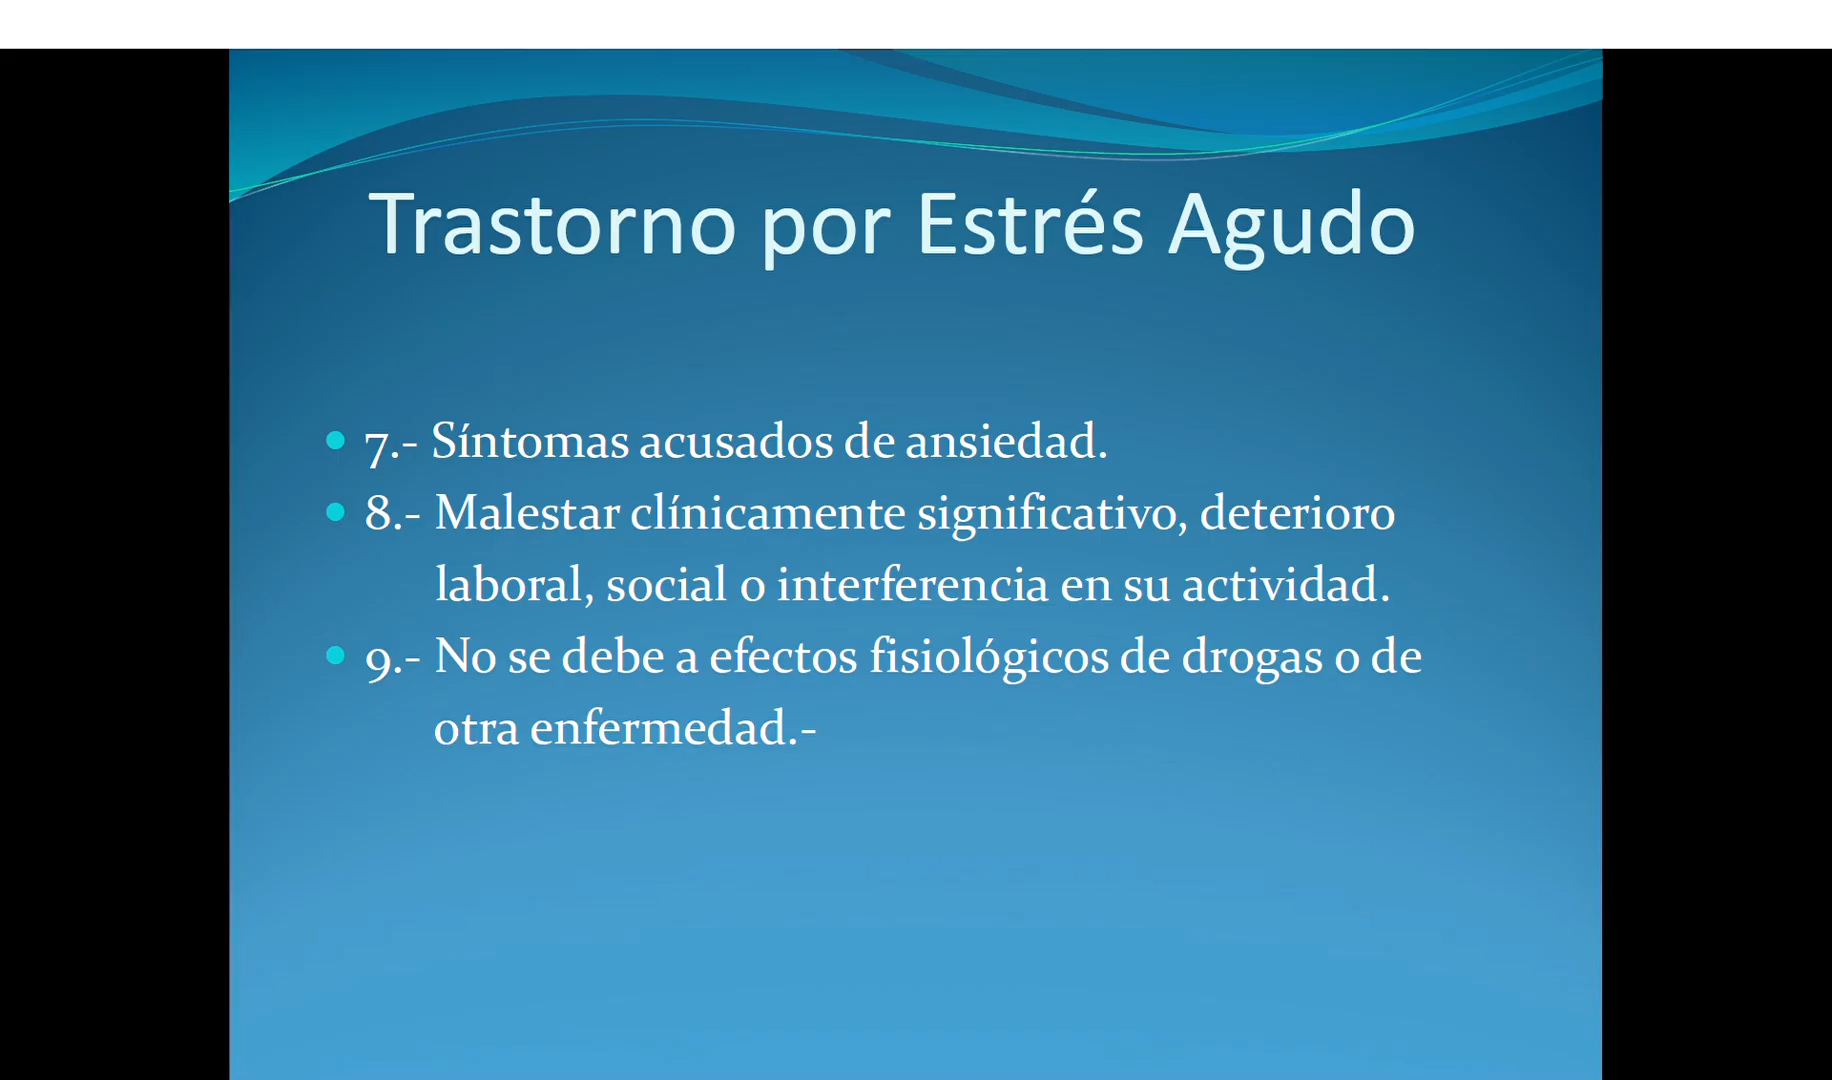 Trastorno por Estrés Agudo
• 7.- Síntomas acusados de ansiedad.
• 8.- Malestar clínicamente significativo, deterioro
laboral, social o interferencia en su actividad.
• 9.- No se debe a efectos fisiológicos de drogas o de
otra enfermedad.-